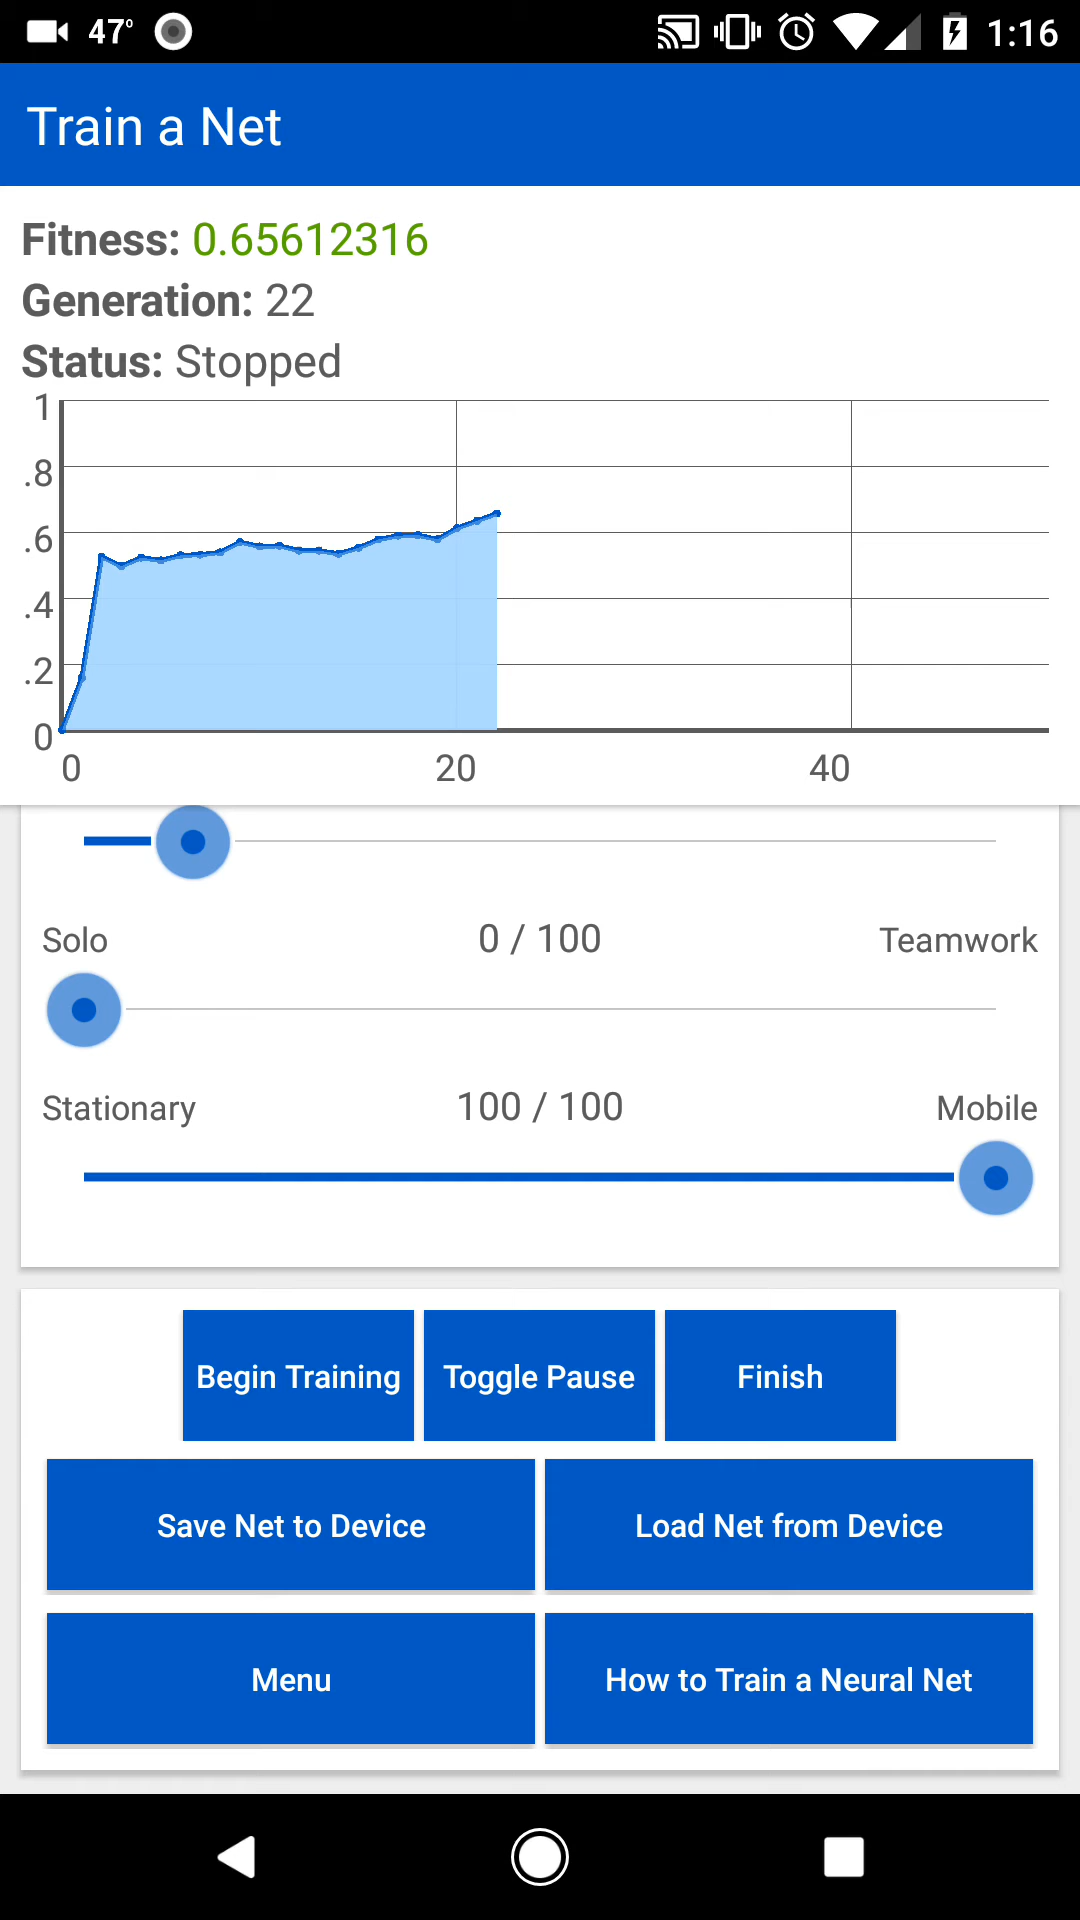 47° 1:16
Train a Net
Fitness: 0.65612316
Generation: 22
Status: Stopped
1
.8
.6
.4
.2
0
0 20 40
Solo 0 / 100 Teamwork
Stationary 100 / 100 Mobile
Begin Training Toggle Pause Finish
Save Net to Device Load Net from Device
Menu How to Train a Neural Net